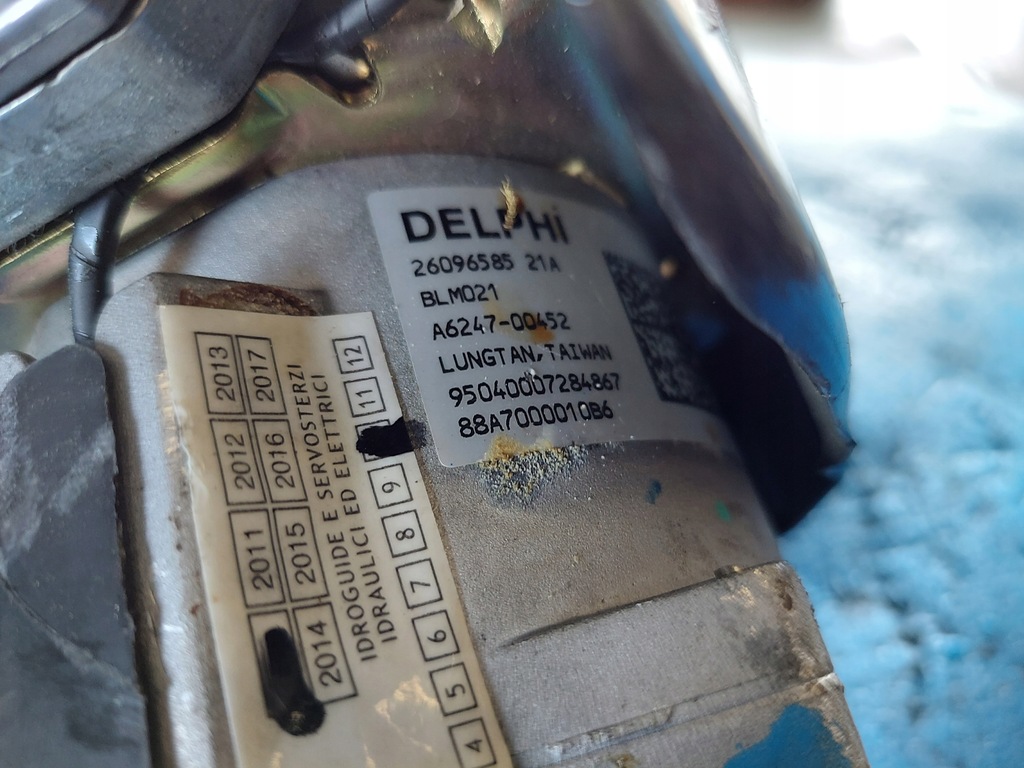 DELPHI
26096585 21A
BLM021
A6247-00452
LUNGTAN, TAIWAN
95040007284867
88A7000010B6
2011 2012 2013
2014 2015 2016 2017
IDROGUIDE E SERVOSTERZI
IDRAULICI ED ELETTRICI
4 5 6 7 8 9 11 12